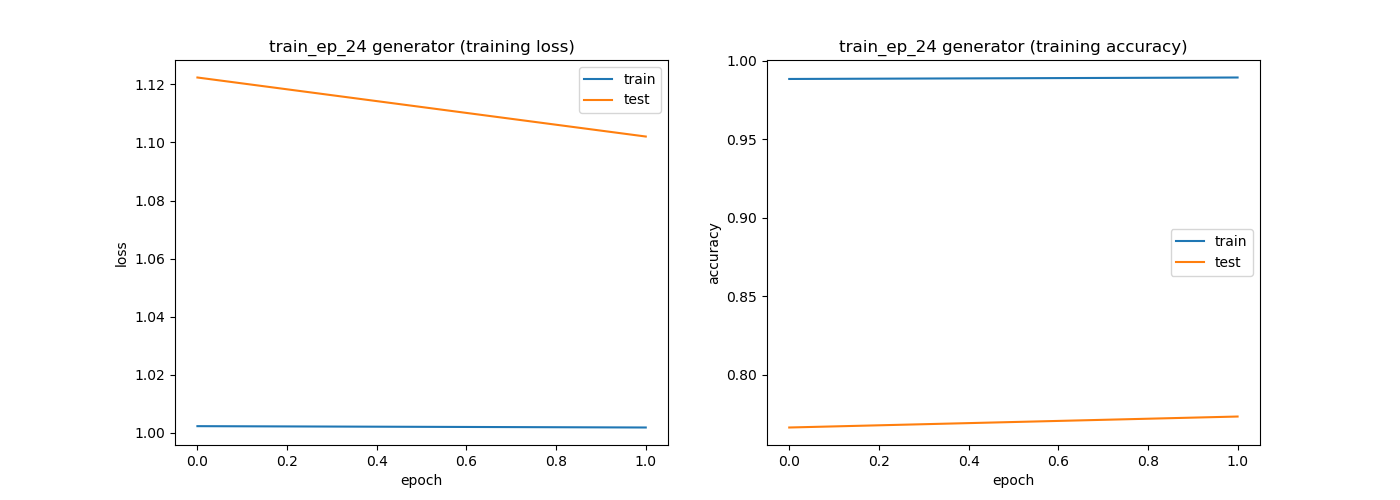 train_ep_24 generator (training loss)
1.12
1.10
1.08
1.06
1.04
1.02
1.00
loss
train
test
0.0 0.2 0.4 0.6 0.8 1.0
epoch
train_ep_24 generator (training accuracy)
1.00
0.95
0.90
0.85
0.80
accuracy
train
test
0.0 0.2 0.4 0.6 0.8 1.0
epoch